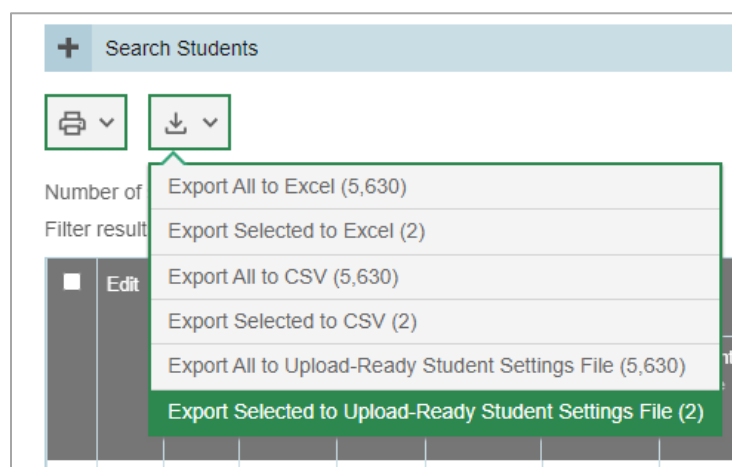 Search Students
Number of
Export All to Excel (5,630)
Filter result
Export Selected to Excel (2)
Edit
Export All to CSV (5,630)
Export Selected to CSV (2)
Export All to Upload-Ready Student Settings File (5,630)
Export Selected to Upload-Ready Student Settings File (2)